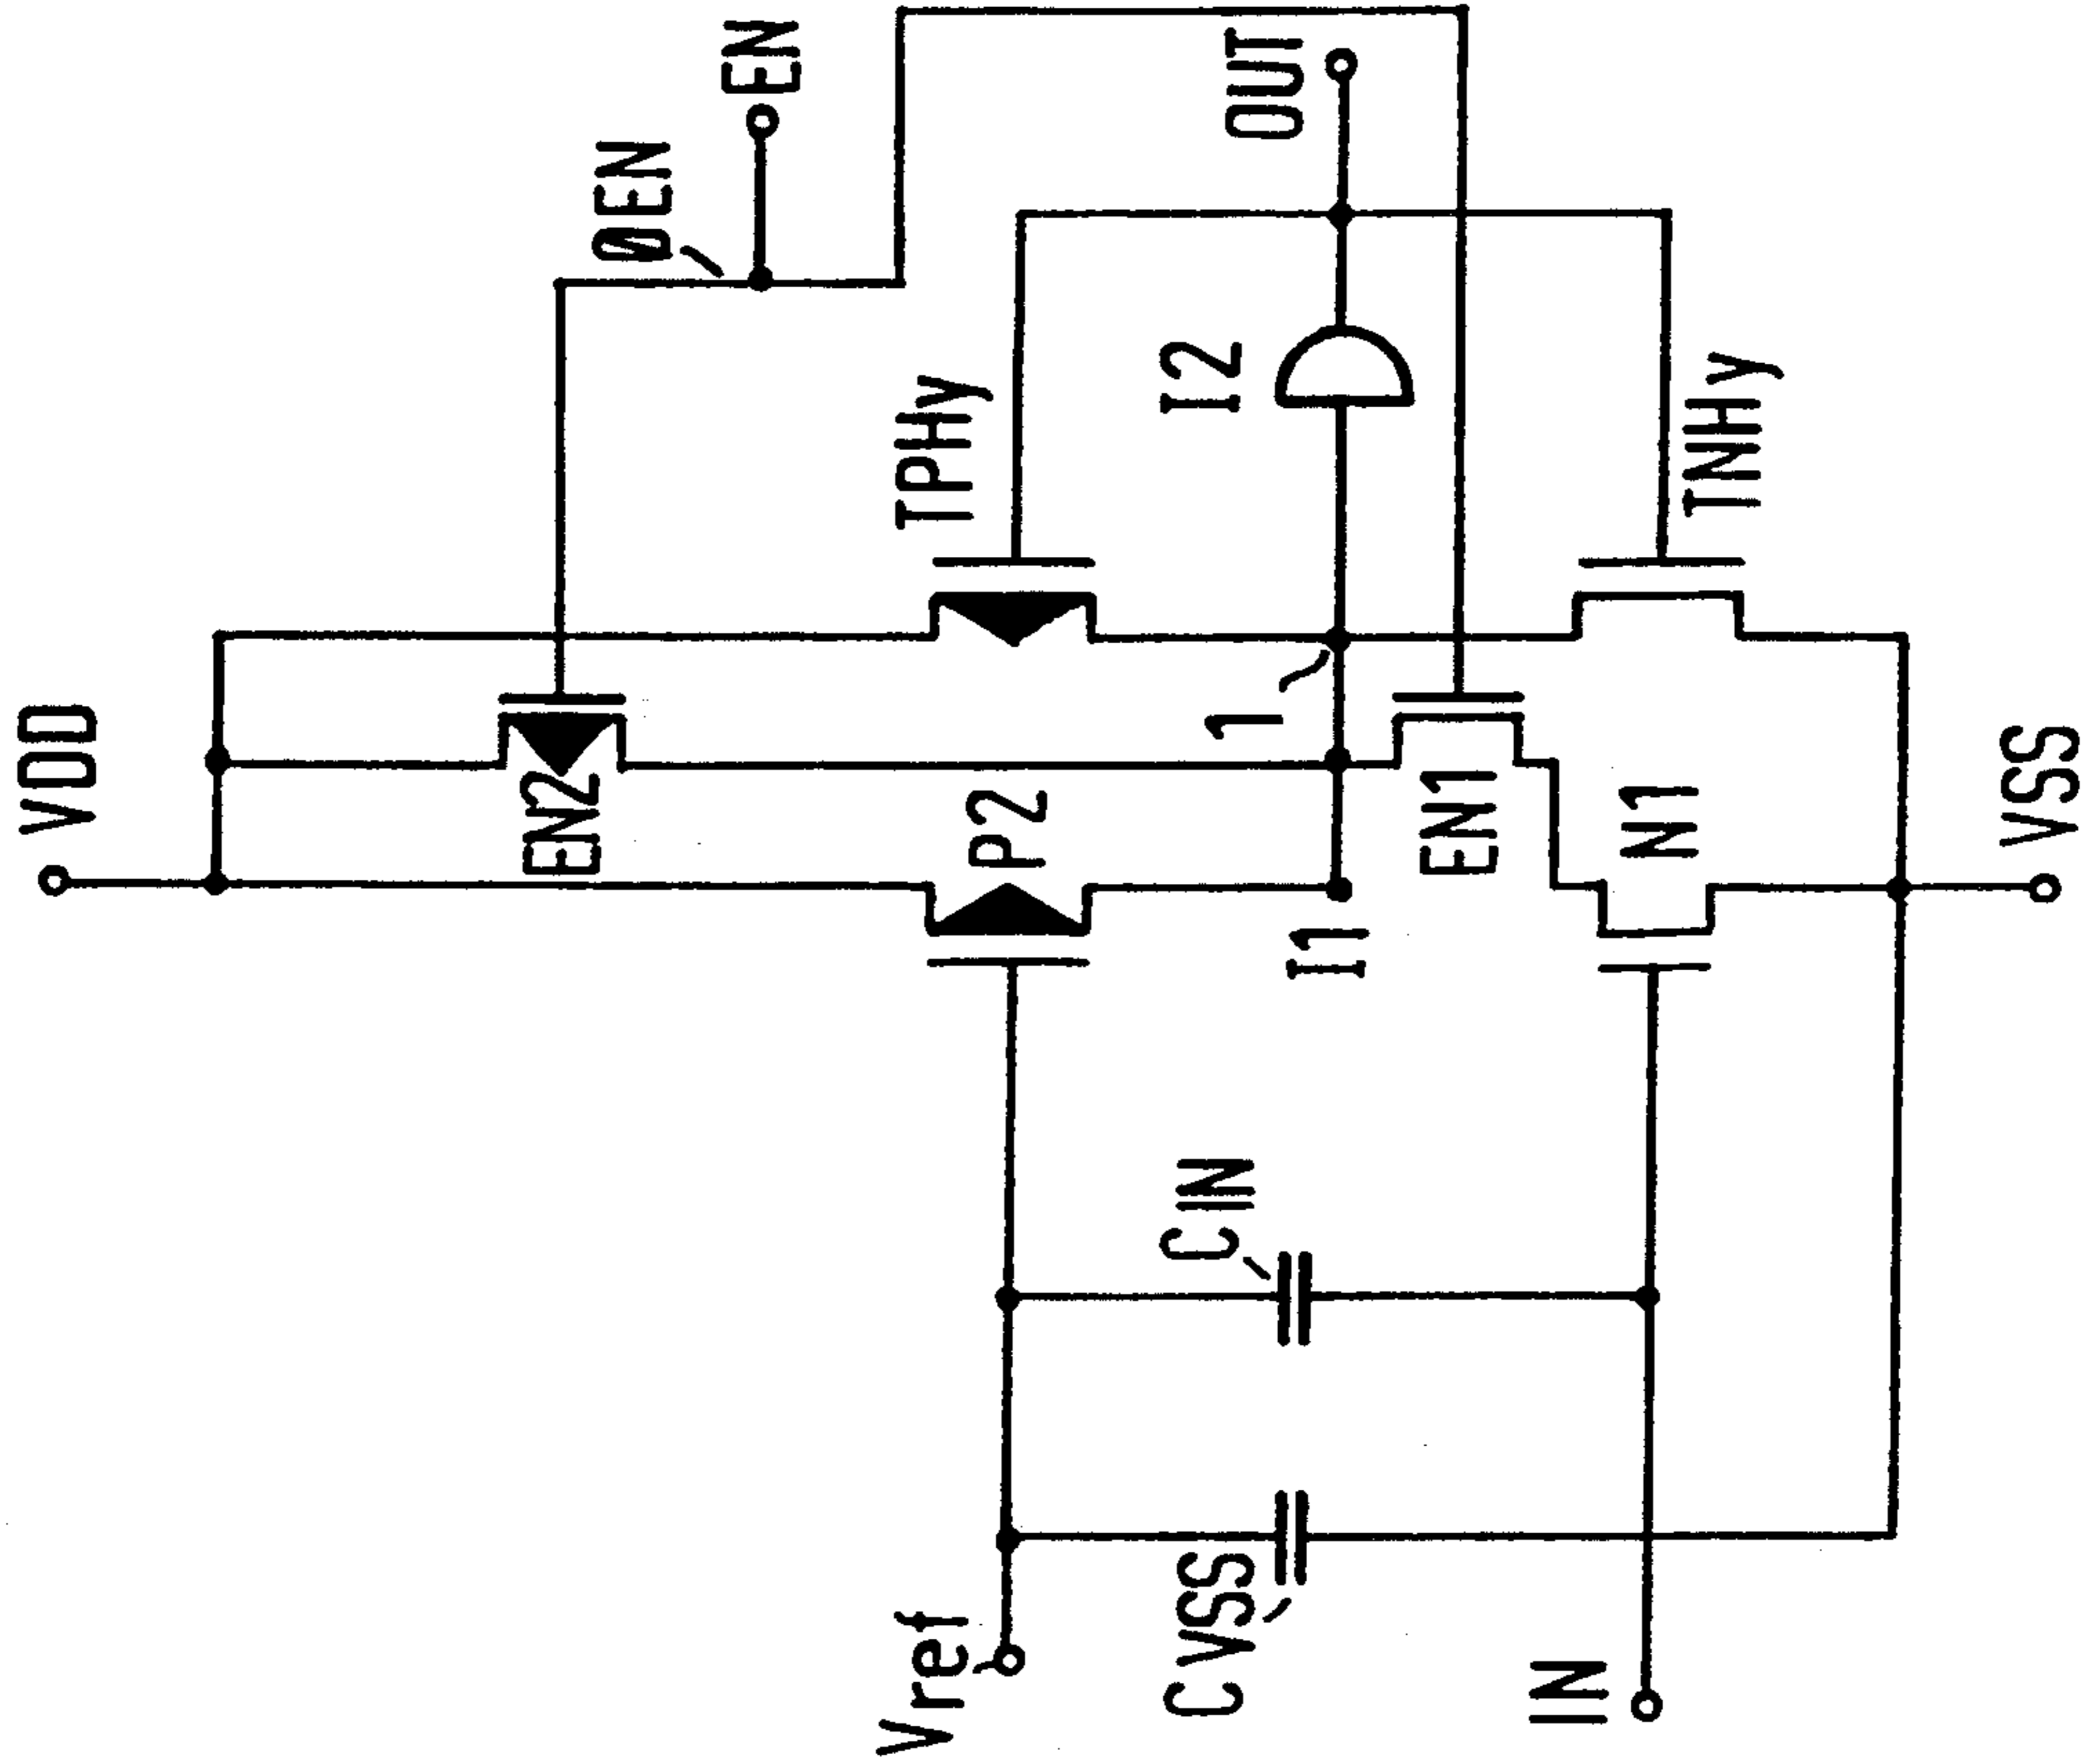 VDD
EN
ØEN
OUT
EN2
TPHy
I2
P2
1
I1
EN1
TNHy
N1
VSS
CIN
CVSS
Vref
IN